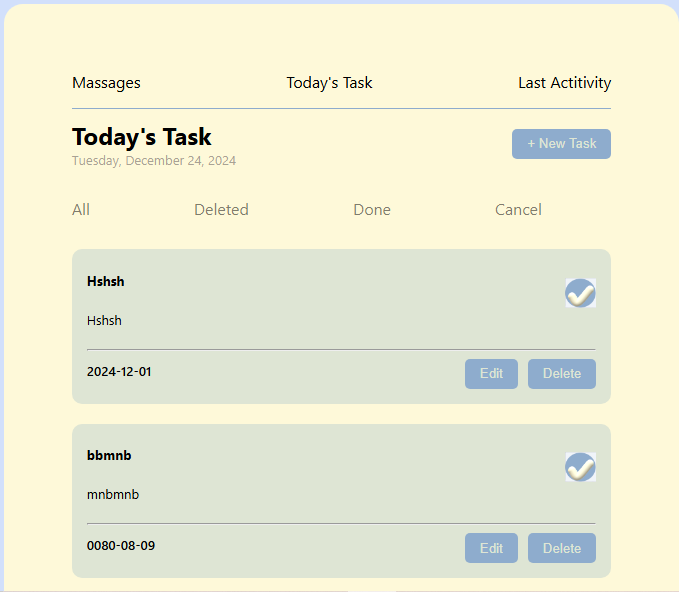 Massages Today's Task Last Actitivity
Today's Task
+ New Task
Tuesday, December 24, 2024
All Deleted Done Cancel
Hshsh
Hshsh
2024-12-01 Edit Delete
bbmnb
mnbmnb
0080-08-09 Edit Delete